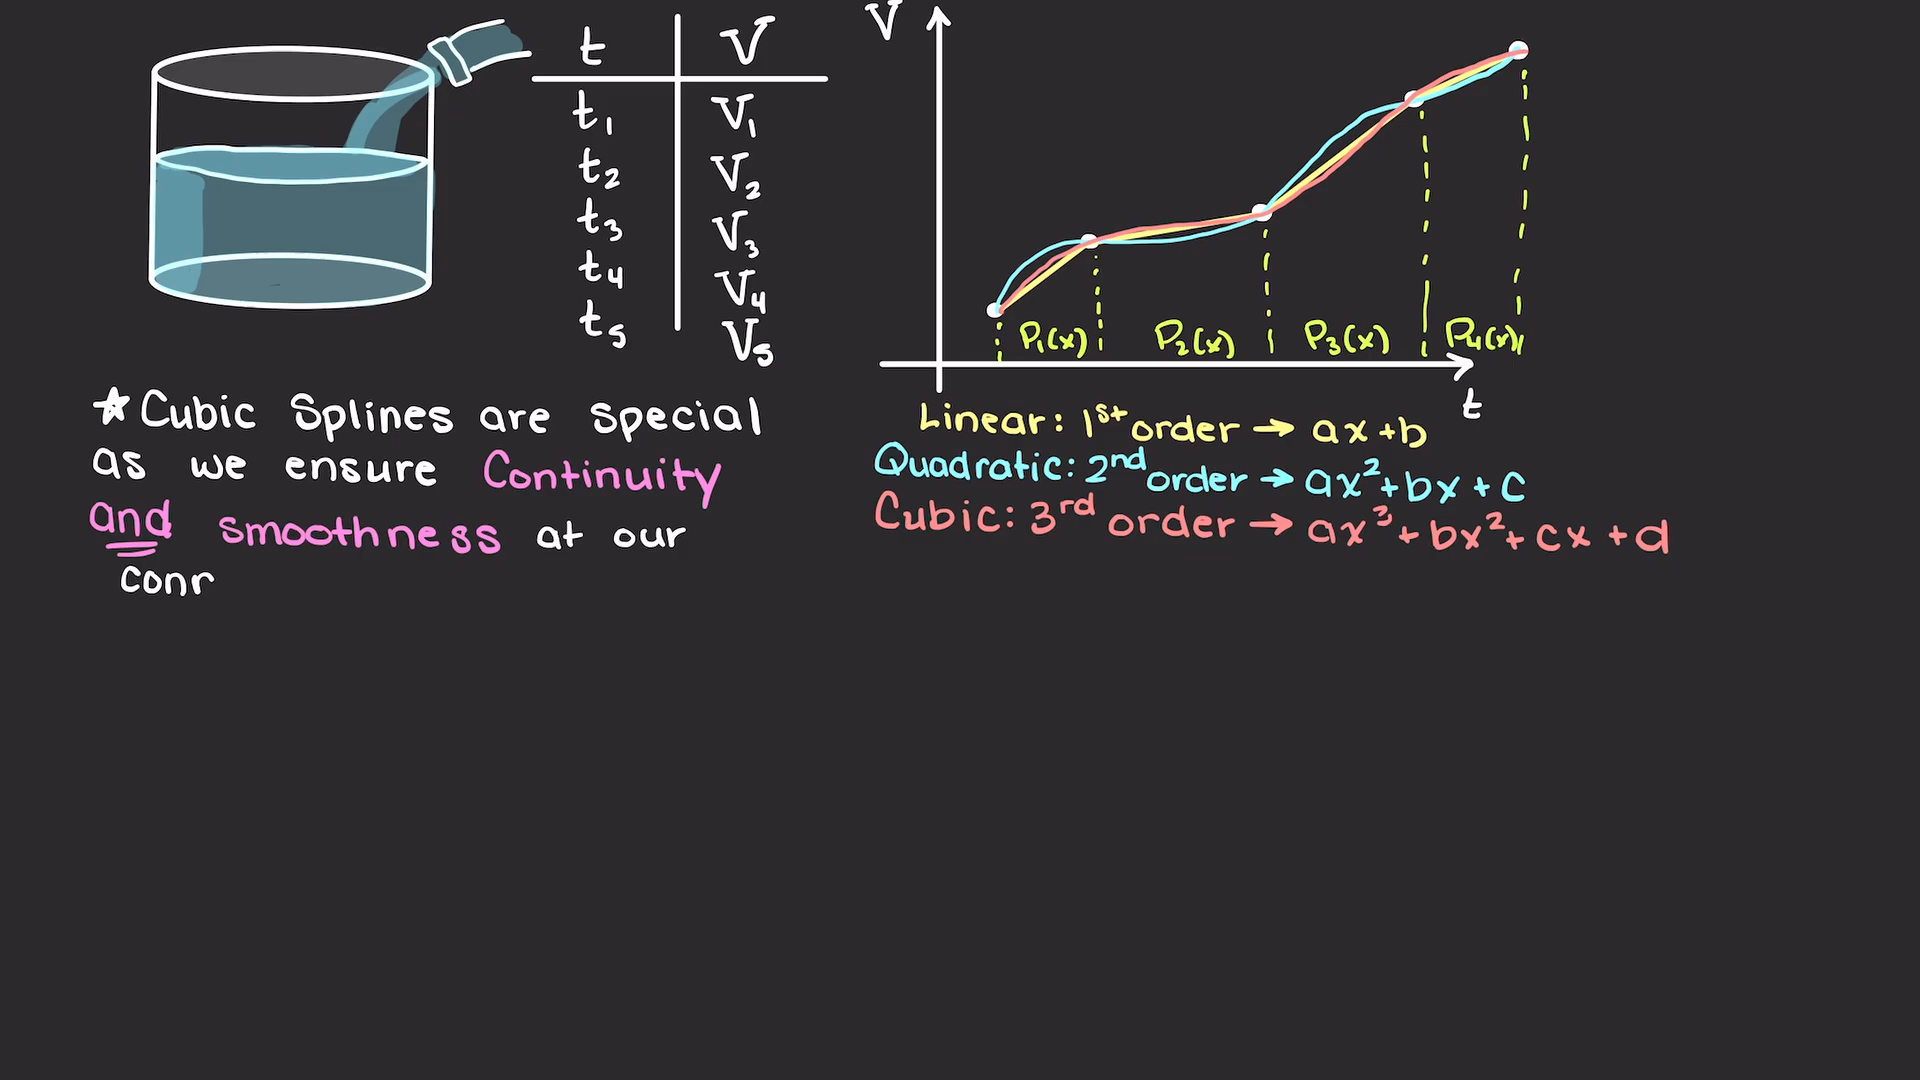 t V
t₁ V₁
t₂ V₂
t₃ V₃
t₄ V₄
t₅ V₅
V
P₁(x) P₂(x) P₃(x) P₄(x)
t
★Cubic Splines are special
as we ensure Continuity
and smoothness at our
conr
Linear: 1ˢᵗ order → ax+b
Quadratic: 2ⁿᵈ order → ax²+bx+c
Cubic: 3ʳᵈ order → ax³+bx²+cx+d